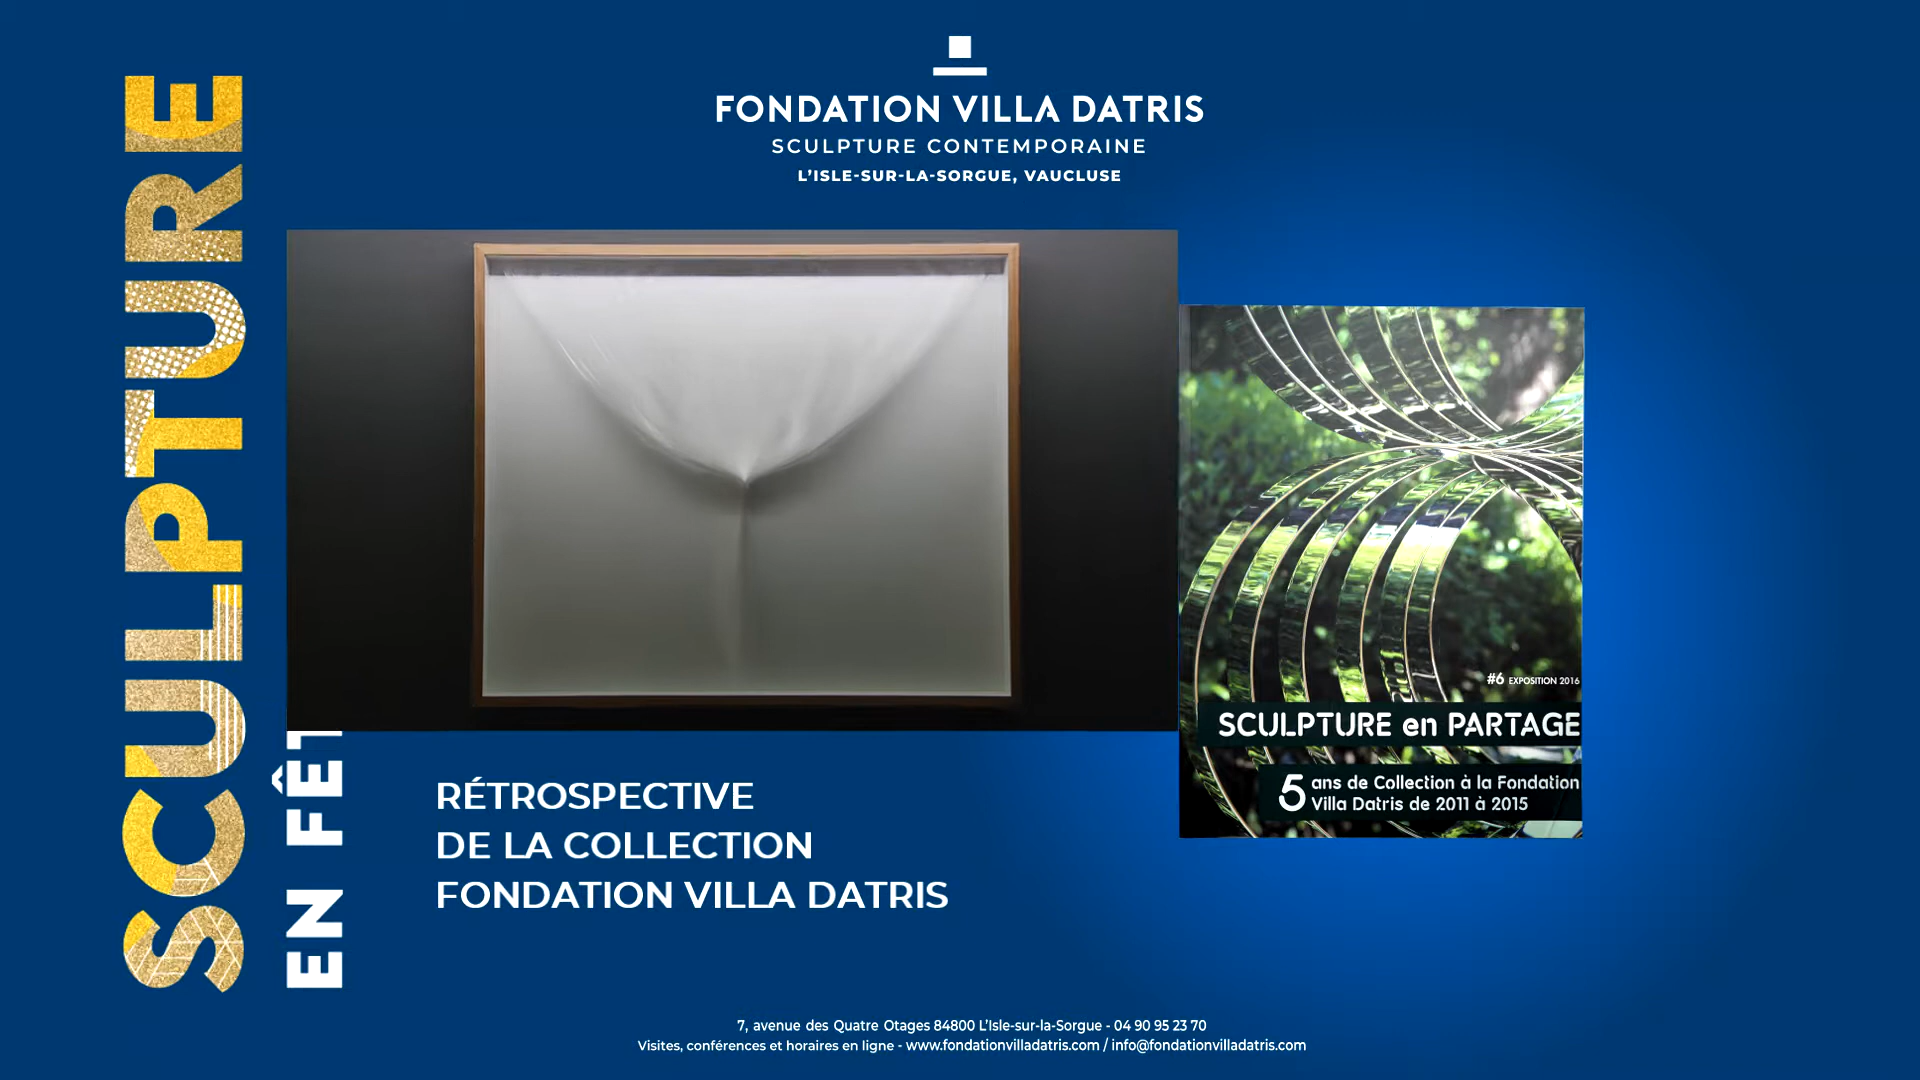 FONDATION VILLA DATRIS
SCULPTURE CONTEMPORAINE
L'ISLE-SUR-LA-SORGUE, VAUCLUSE
SCULPTURE
EN FÊT
#6 EXPOSITION 2016
SCULPTURE en PARTAGE
5 ans de Collection à la Fondation
Villa Datris de 2011 à 2015
RÉTROSPECTIVE
DE LA COLLECTION
FONDATION VILLA DATRIS
7, avenue des Quatre Otages 84800 L'Isle-sur-la-Sorgue - 04 90 95 23 70
Visites, conférences et horaires en ligne - www.fondationvilladatris.com / info@fondationvilladatris.com